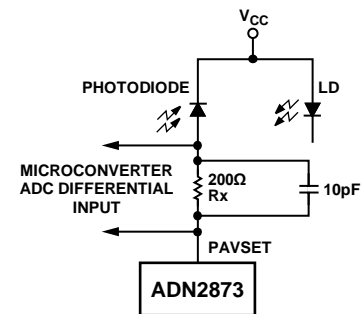 VCC
PHOTODIODE
LD
MICROCONVERTER
ADC DIFFERENTIAL
INPUT
200Ω
Rx
10pF
PAVSET
ADN2873